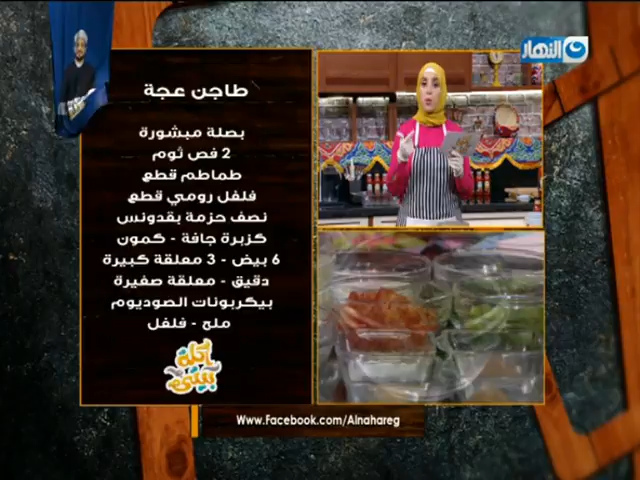 النهار
طاجن عجة
بصلة مبشورة
2 فص ثوم
طماطم قطع
فلفل رومي قطع
نصف حزمة بقدونس
كزبرة جافة - كمون
6 بيض - 3 معلقة كبيرة
دقيق - معلقة صغيرة
بيكربونات الصوديوم
ملح - فلفل
أكلة
بيتي
Www.Facebook.com/Alnahareg